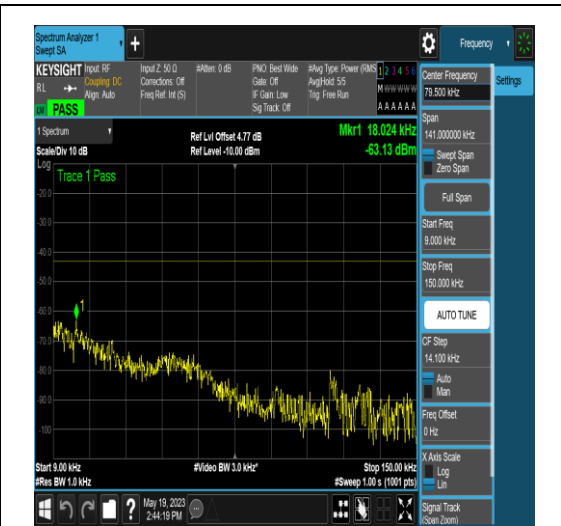 Spectrum Analyzer 1
Swept SA
Frequency
KEYSIGHT
RL
PASS
Input: RF
Coupling: DC
Align: Auto
Input Z: 50 Ω
Corrections: Off
Freq Ref: Int (S)
#Atten: 0 dB
PNO: Best Wide
Gate: Off
IF Gain: Low
Sig Track: Off
#Avg Type: Power (RMS
Avg|Hold: 5/5
Trig: Free Run
1 2 3 4 5 6
M W W W W W
A A A A A A
1 Spectrum
Scale/Div 10 dB
Ref Lvl Offset 4.77 dB
Ref Level -10.00 dBm
Mkr1 18.024 kHz
-63.13 dBm
Log
Trace 1 Pass
-20.0
-30.0
-40.0
-50.0
-60.0
-70.0
-80.0
-90.0
-100
1
Start 9.00 kHz
#Res BW 1.0 kHz
#Video BW 3.0 kHz*
Stop 150.00 kHz
#Sweep 1.00 s (1001 pts)
May 19, 2023
2:44:19 PM
Center Frequency
79.500 kHz
Settings
Span
141.000000 kHz
Swept Span
Zero Span
Full Span
Start Freq
9.000 kHz
Stop Freq
150.000 kHz
AUTO TUNE
CF Step
14.100 kHz
Auto
Man
Freq Offset
0 Hz
X Axis Scale
Log
Lin
Signal Track
(Span Zoom)